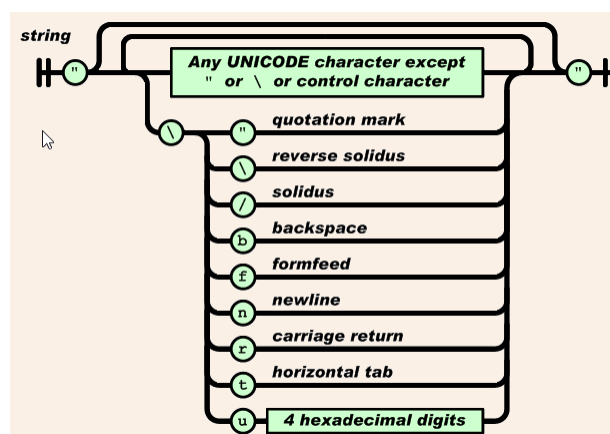 string
" Any UNICODE character except "
" or \ or control character
\ " quotation mark
\ reverse solidus
/ solidus
b backspace
f formfeed
n newline
r carriage return
t horizontal tab
u 4 hexadecimal digits